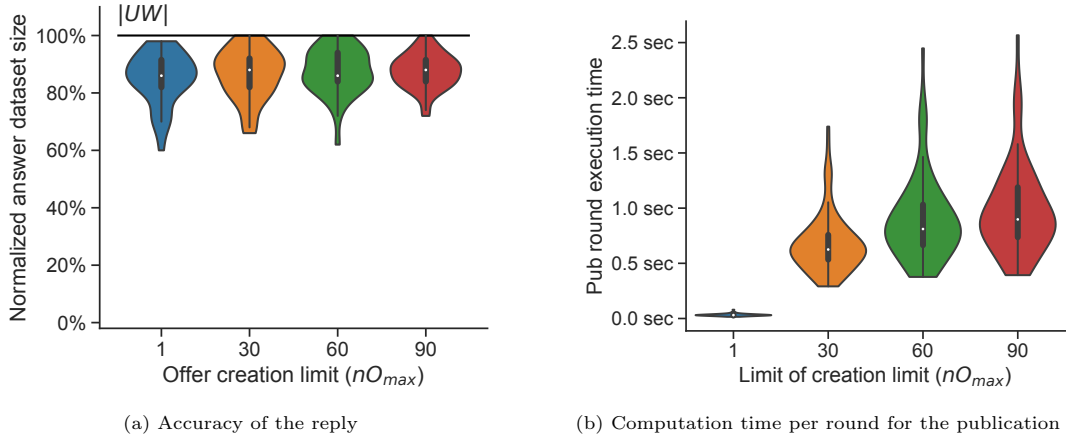 |UW|
100%
80%
60%
40%
20%
0%
Normalized answer dataset size
1 30 60 90
Offer creation limit (nO_max)
(a) Accuracy of the reply
2.5 sec
2.0 sec
1.5 sec
1.0 sec
0.5 sec
0.0 sec
Pub round execution time
1 30 60 90
Limit of creation limit (nO_max)
(b) Computation time per round for the publication